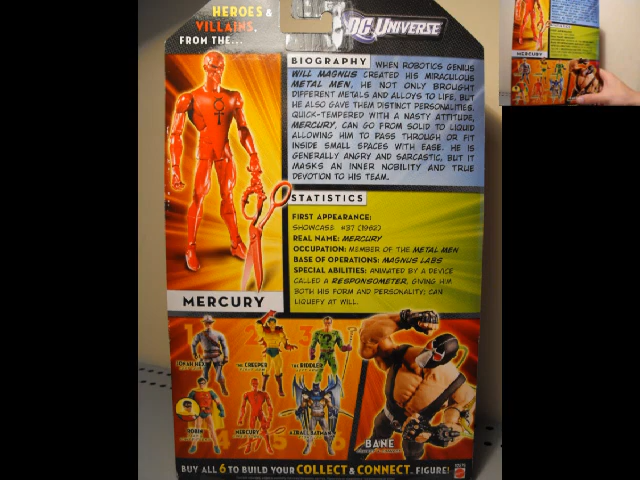 HEROES &
VILLAINS,
FROM THE...
DC UNIVERSE
BIOGRAPHY WHEN ROBOTICS GENIUS
WILL MAGNUS CREATED HIS MIRACULOUS
METAL MEN, HE NOT ONLY BROUGHT
DIFFERENT METALS AND ALLOYS TO LIFE, BUT
HE ALSO GAVE THEM DISTINCT PERSONALITIES.
QUICK-TEMPERED WITH A NASTY ATTITUDE,
MERCURY, CAN GO FROM SOLID TO LIQUID
ALLOWING HIM TO PASS THROUGH OR FIT
INSIDE SMALL SPACES WITH EASE. HE IS
GENERALLY ANGRY AND SARCASTIC, BUT IT
MASKS AN INNER NOBILITY AND TRUE
DEVOTION TO HIS TEAM.
STATISTICS
FIRST APPEARANCE:
SHOWCASE #37 (1962)
REAL NAME: MERCURY
OCCUPATION: MEMBER OF THE METAL MEN
BASE OF OPERATIONS: MAGNUS LABS
SPECIAL ABILITIES: ANIMATED BY A DEVICE
CALLED A RESPONSOMETER, GIVING HIM
BOTH HIS FORM AND PERSONALITY; CAN
LIQUEFY AT WILL.
MERCURY
1 2 3
JONAH HEX THE CREEPER THE RIDDLER
ROBIN MERCURY AZRAEL BATMAN
5 6
BANE
BUY ALL 6 TO BUILD YOUR COLLECT & CONNECT FIGURE!
MERCURY